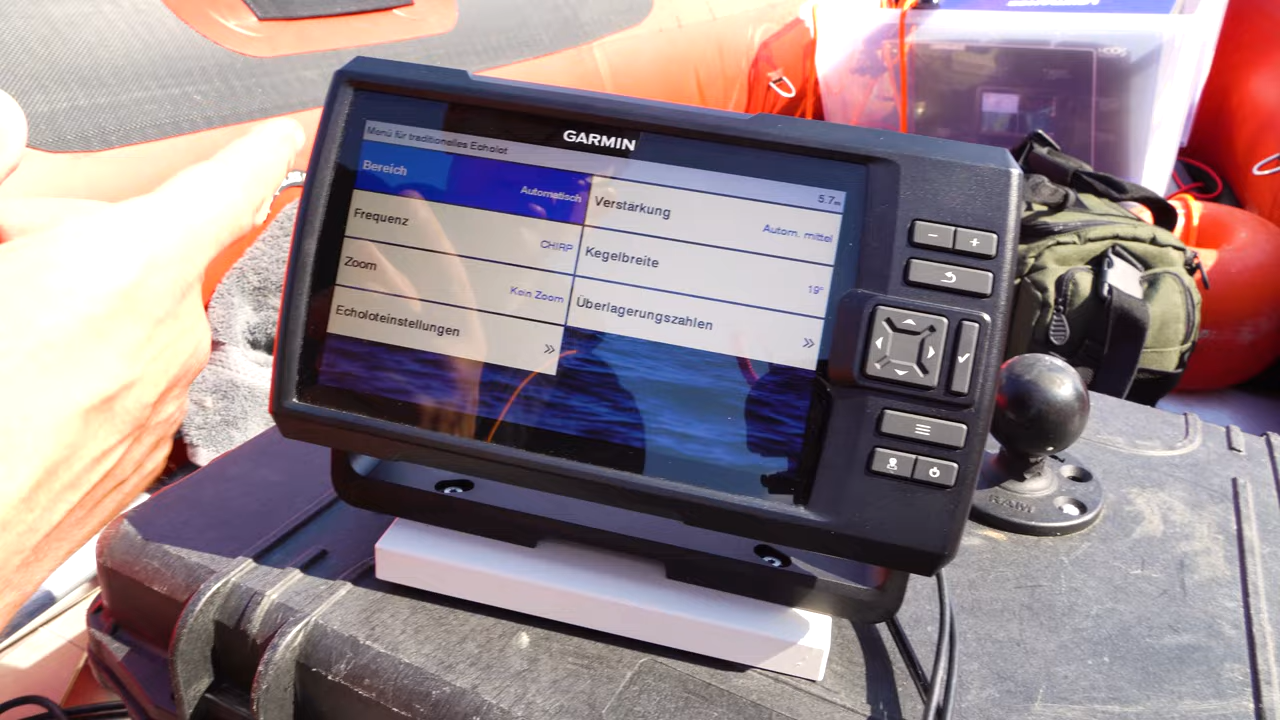 GARMIN
Menü für traditionelles Echolot
5.7m
Bereich
Automatisch
Verstärkung
Autom. mittel
Frequenz
CHIRP
Kegelbreite
19°
Zoom
Kein Zoom
Überlagerungszahlen
Echoloteinstellungen
RAM